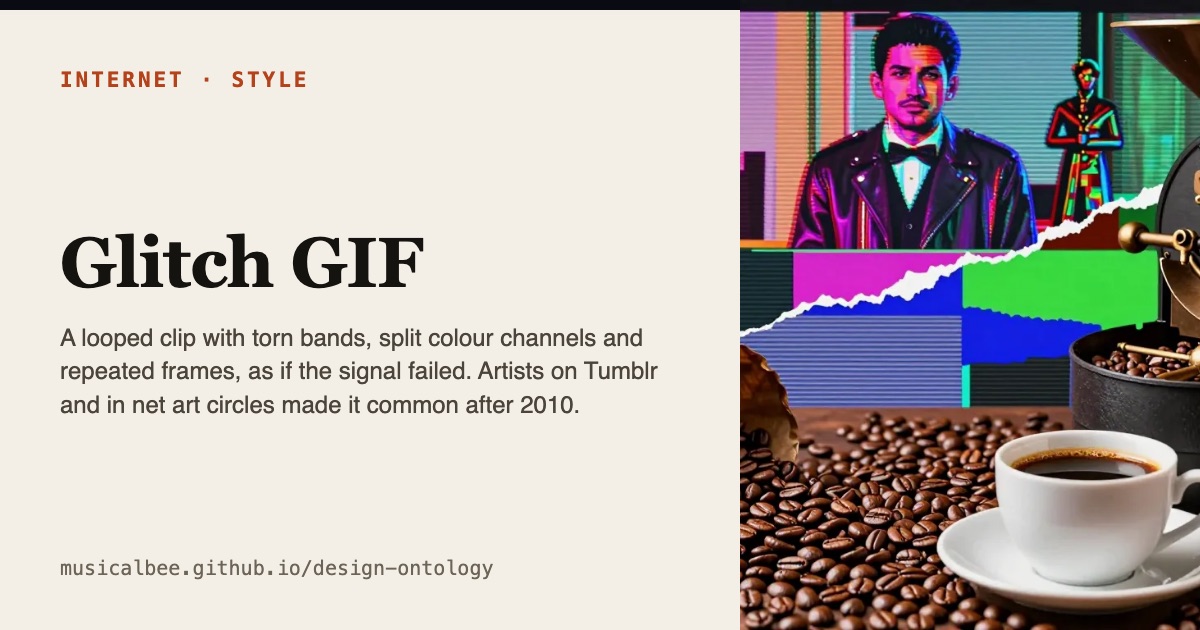 INTERNET · STYLE
Glitch GIF
A looped clip with torn bands, split colour channels and
repeated frames, as if the signal failed. Artists on Tumblr
and in net art circles made it common after 2010.
musicalbee.github.io/design-ontology